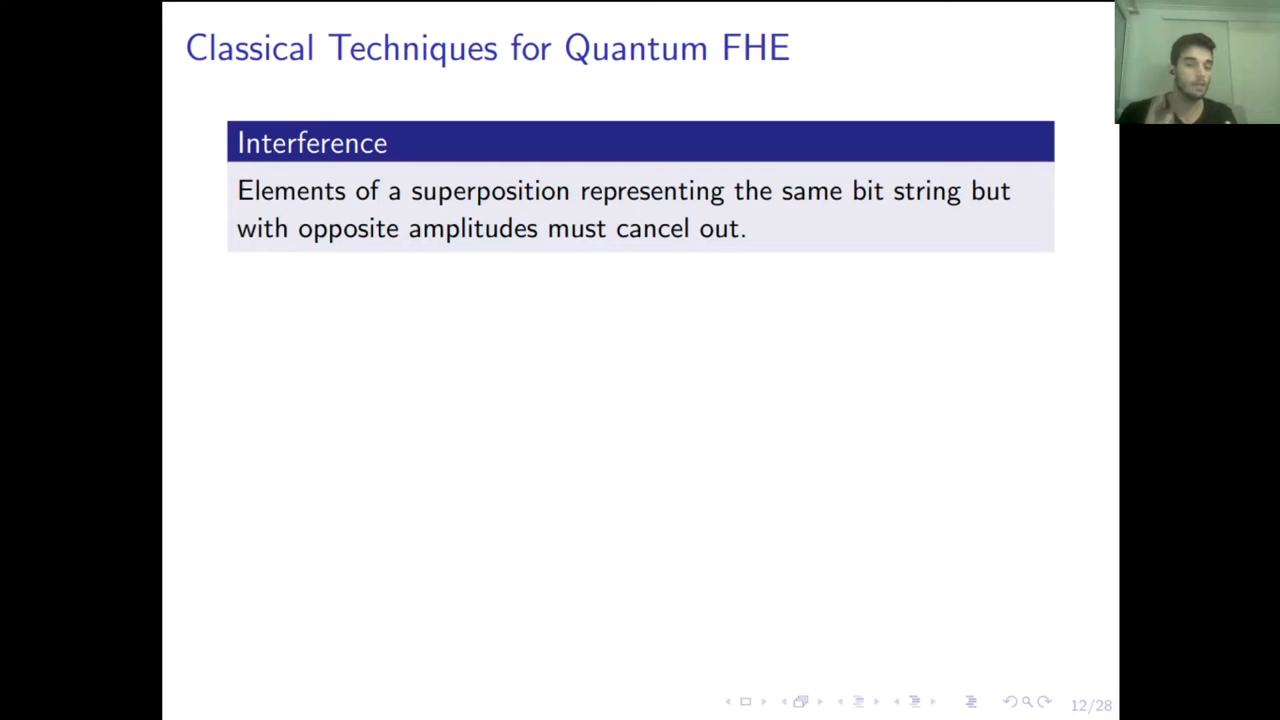 Classical Techniques for Quantum FHE
Interference
Elements of a superposition representing the same bit string but
with opposite amplitudes must cancel out.
12/28